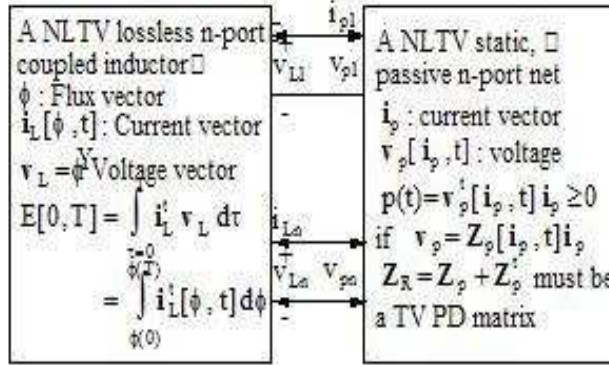 A NLTV lossless n-port
coupled inductor
ϕ : Flux vector
i_L[ϕ,t] : Current vector
v_L = ϕ Voltage vector
E[0,T] = ∫_{τ=0}^{T} i_L^t v_L dτ
= ∫_{ϕ(0)}^{ϕ(T)} i_L^t[ϕ,t] dϕ
- i_p1
+
v_L1 v_p1
-
i_Ln
+
v_Ln v_pn
-
A NLTV static,
passive n-port net
i_p : current vector
v_p[i_p,t] : voltage
p(t) = v_p^t[i_p,t] i_p ≥ 0
if v_p = Z_p[i_p,t] i_p
Z_R = Z_p + Z_p^t must be
a TV PD matrix